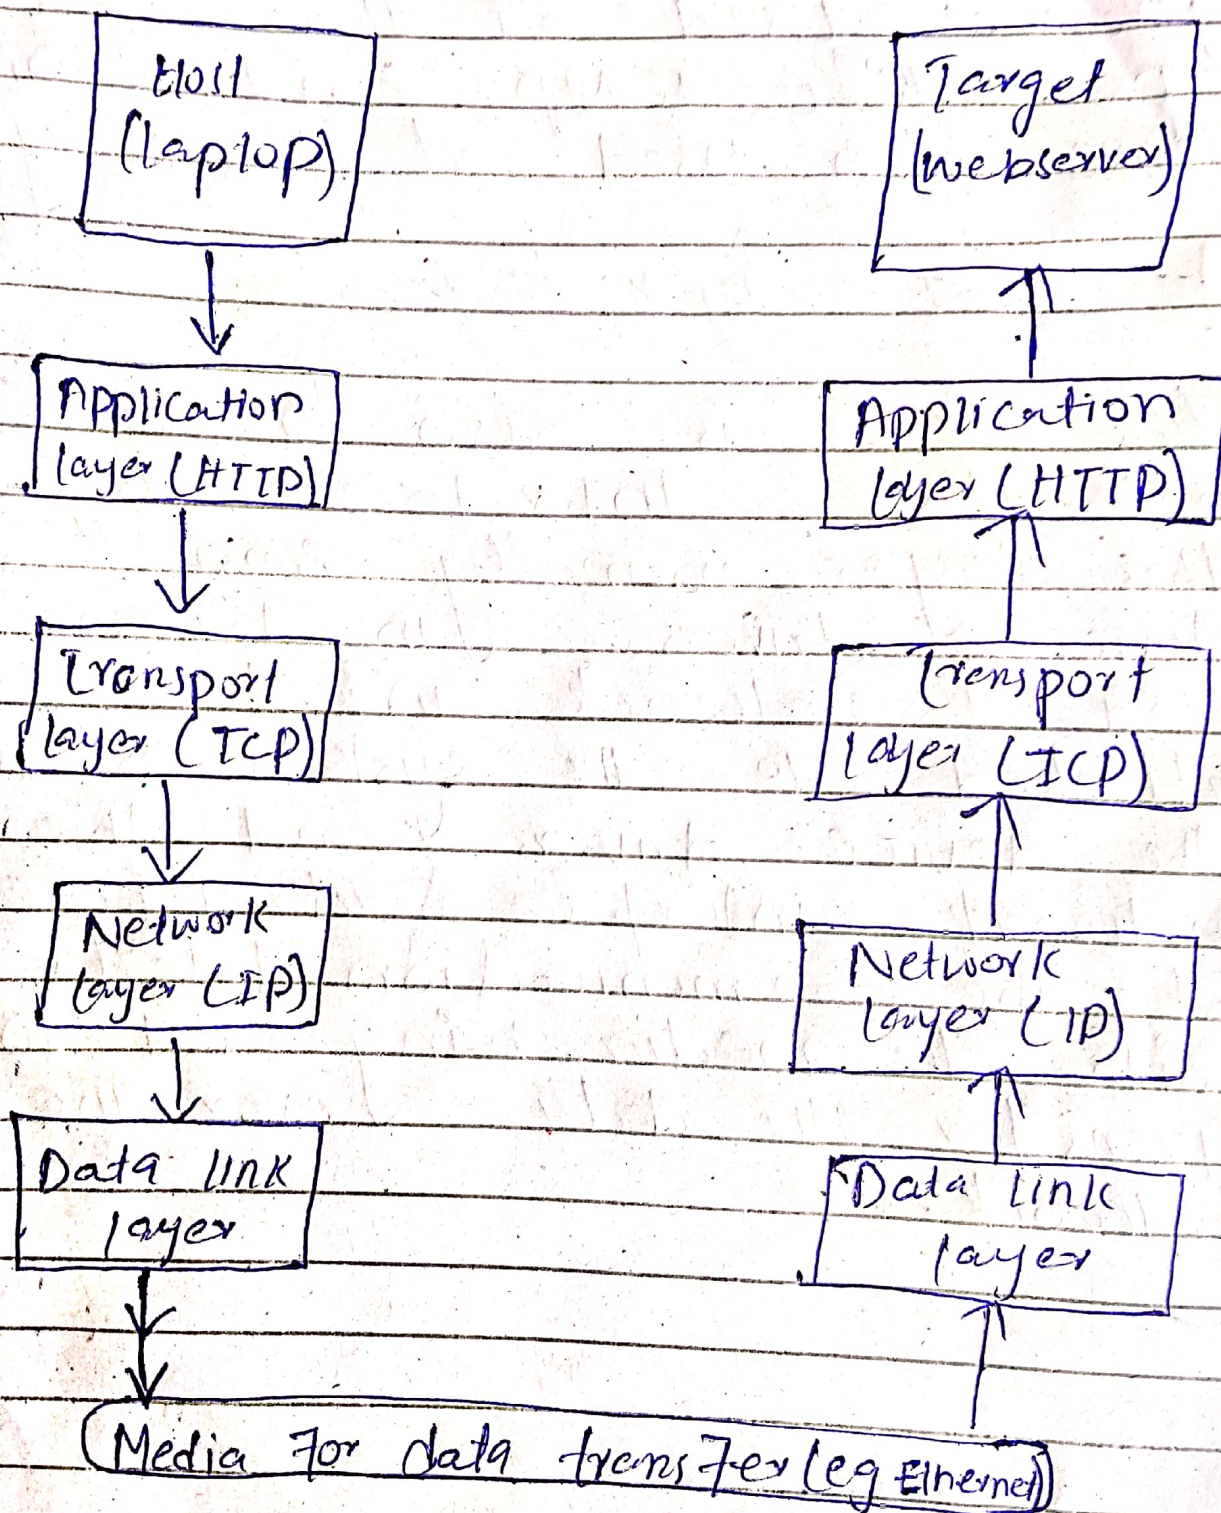 Host
(laptop)
Application
layer (HTTP)
Transport
layer (TCP)
Network
layer (IP)
Data link
layer
Target
(webserver)
Application
layer (HTTP)
Transport
layer (TCP)
Network
layer (IP)
Data link
layer
Media for data transfer (eg Ethernet)